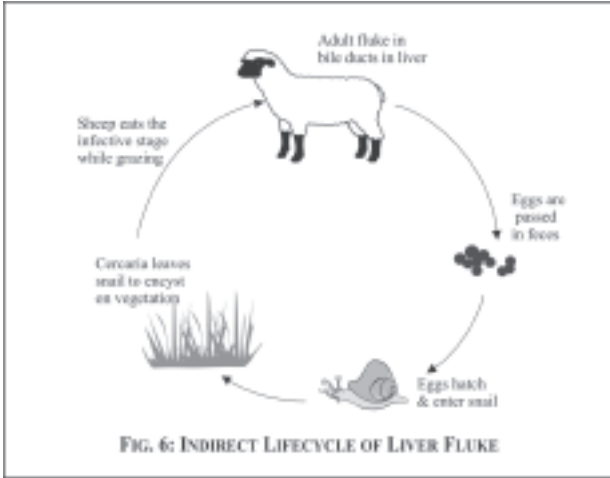 Adult fluke in
bile ducts in liver
Eggs are
passed
in feces
Eggs hatch
& enter snail
Cercaria leaves
snail to encyst
on vegetation
Sheep eats the
infective stage
while grazing
FIG. 6: INDIRECT LIFECYCLE OF LIVER FLUKE